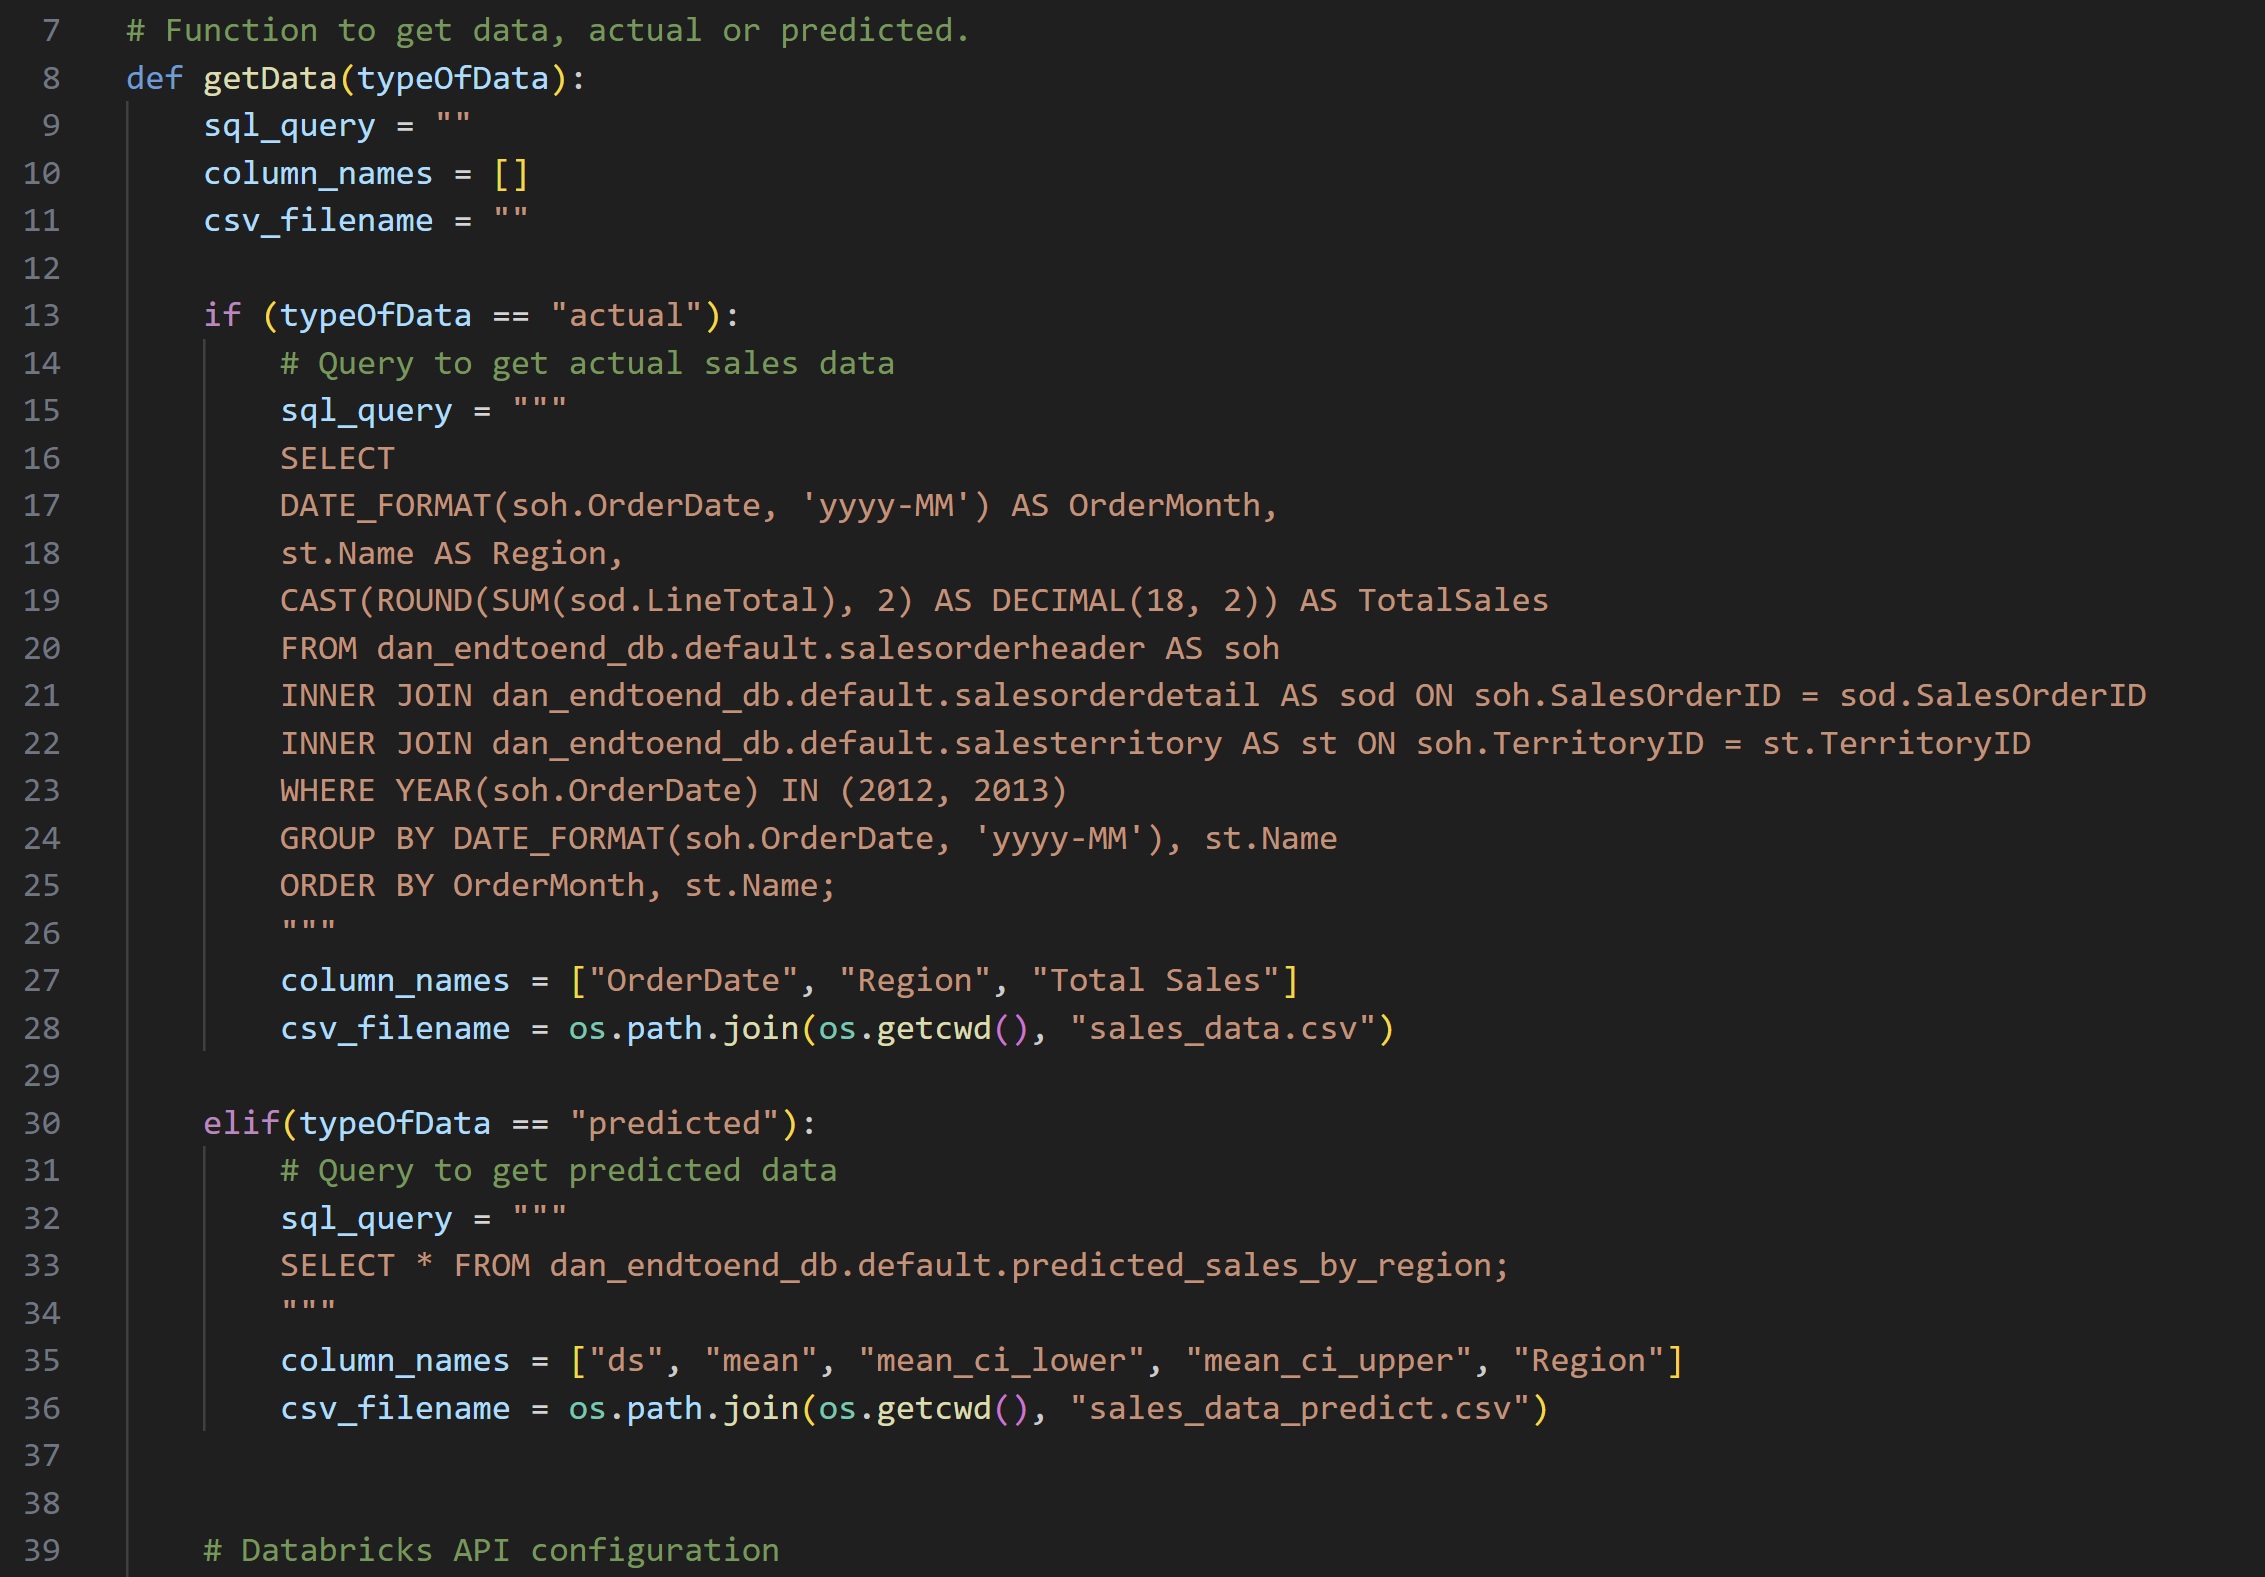 7 # Function to get data, actual or predicted.
8 def getData(typeOfData):
9     sql_query = ""
10     column_names = []
11     csv_filename = ""
12
13     if (typeOfData == "actual"):
14         # Query to get actual sales data
15         sql_query = """
16         SELECT
17         DATE_FORMAT(soh.OrderDate, 'yyyy-MM') AS OrderMonth,
18         st.Name AS Region,
19         CAST(ROUND(SUM(sod.LineTotal), 2) AS DECIMAL(18, 2)) AS TotalSales
20         FROM dan_endtoend_db.default.salesorderheader AS soh
21         INNER JOIN dan_endtoend_db.default.salesorderdetail AS sod ON soh.SalesOrderID = sod.SalesOrderID
22         INNER JOIN dan_endtoend_db.default.salesterritory AS st ON soh.TerritoryID = st.TerritoryID
23         WHERE YEAR(soh.OrderDate) IN (2012, 2013)
24         GROUP BY DATE_FORMAT(soh.OrderDate, 'yyyy-MM'), st.Name
25         ORDER BY OrderMonth, st.Name;
26         """
27         column_names = ["OrderDate", "Region", "Total Sales"]
28         csv_filename = os.path.join(os.getcwd(), "sales_data.csv")
29
30     elif(typeOfData == "predicted"):
31         # Query to get predicted data
32         sql_query = """
33         SELECT * FROM dan_endtoend_db.default.predicted_sales_by_region;
34         """
35         column_names = ["ds", "mean", "mean_ci_lower", "mean_ci_upper", "Region"]
36         csv_filename = os.path.join(os.getcwd(), "sales_data_predict.csv")
37
38
39     # Databricks API configuration